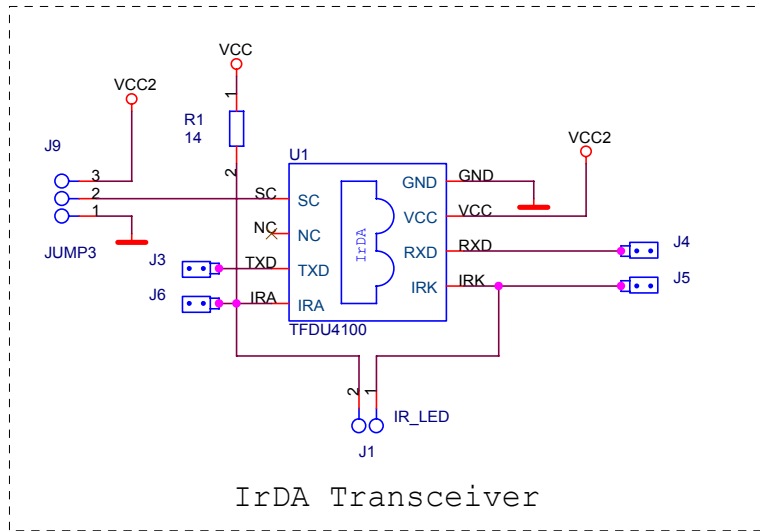 VCC
VCC2
1
R1
14
2
J9
3
2
1
JUMP3
U1
VCC2
SC
SC
GND
GND
NC
NC
VCC
VCC
IrDA
J3
TXD
TXD
RXD
RXD
J4
J6
IRA
IRA
IRK
IRK
J5
TFDU4100
2
1
IR_LED
J1
IrDA Transceiver